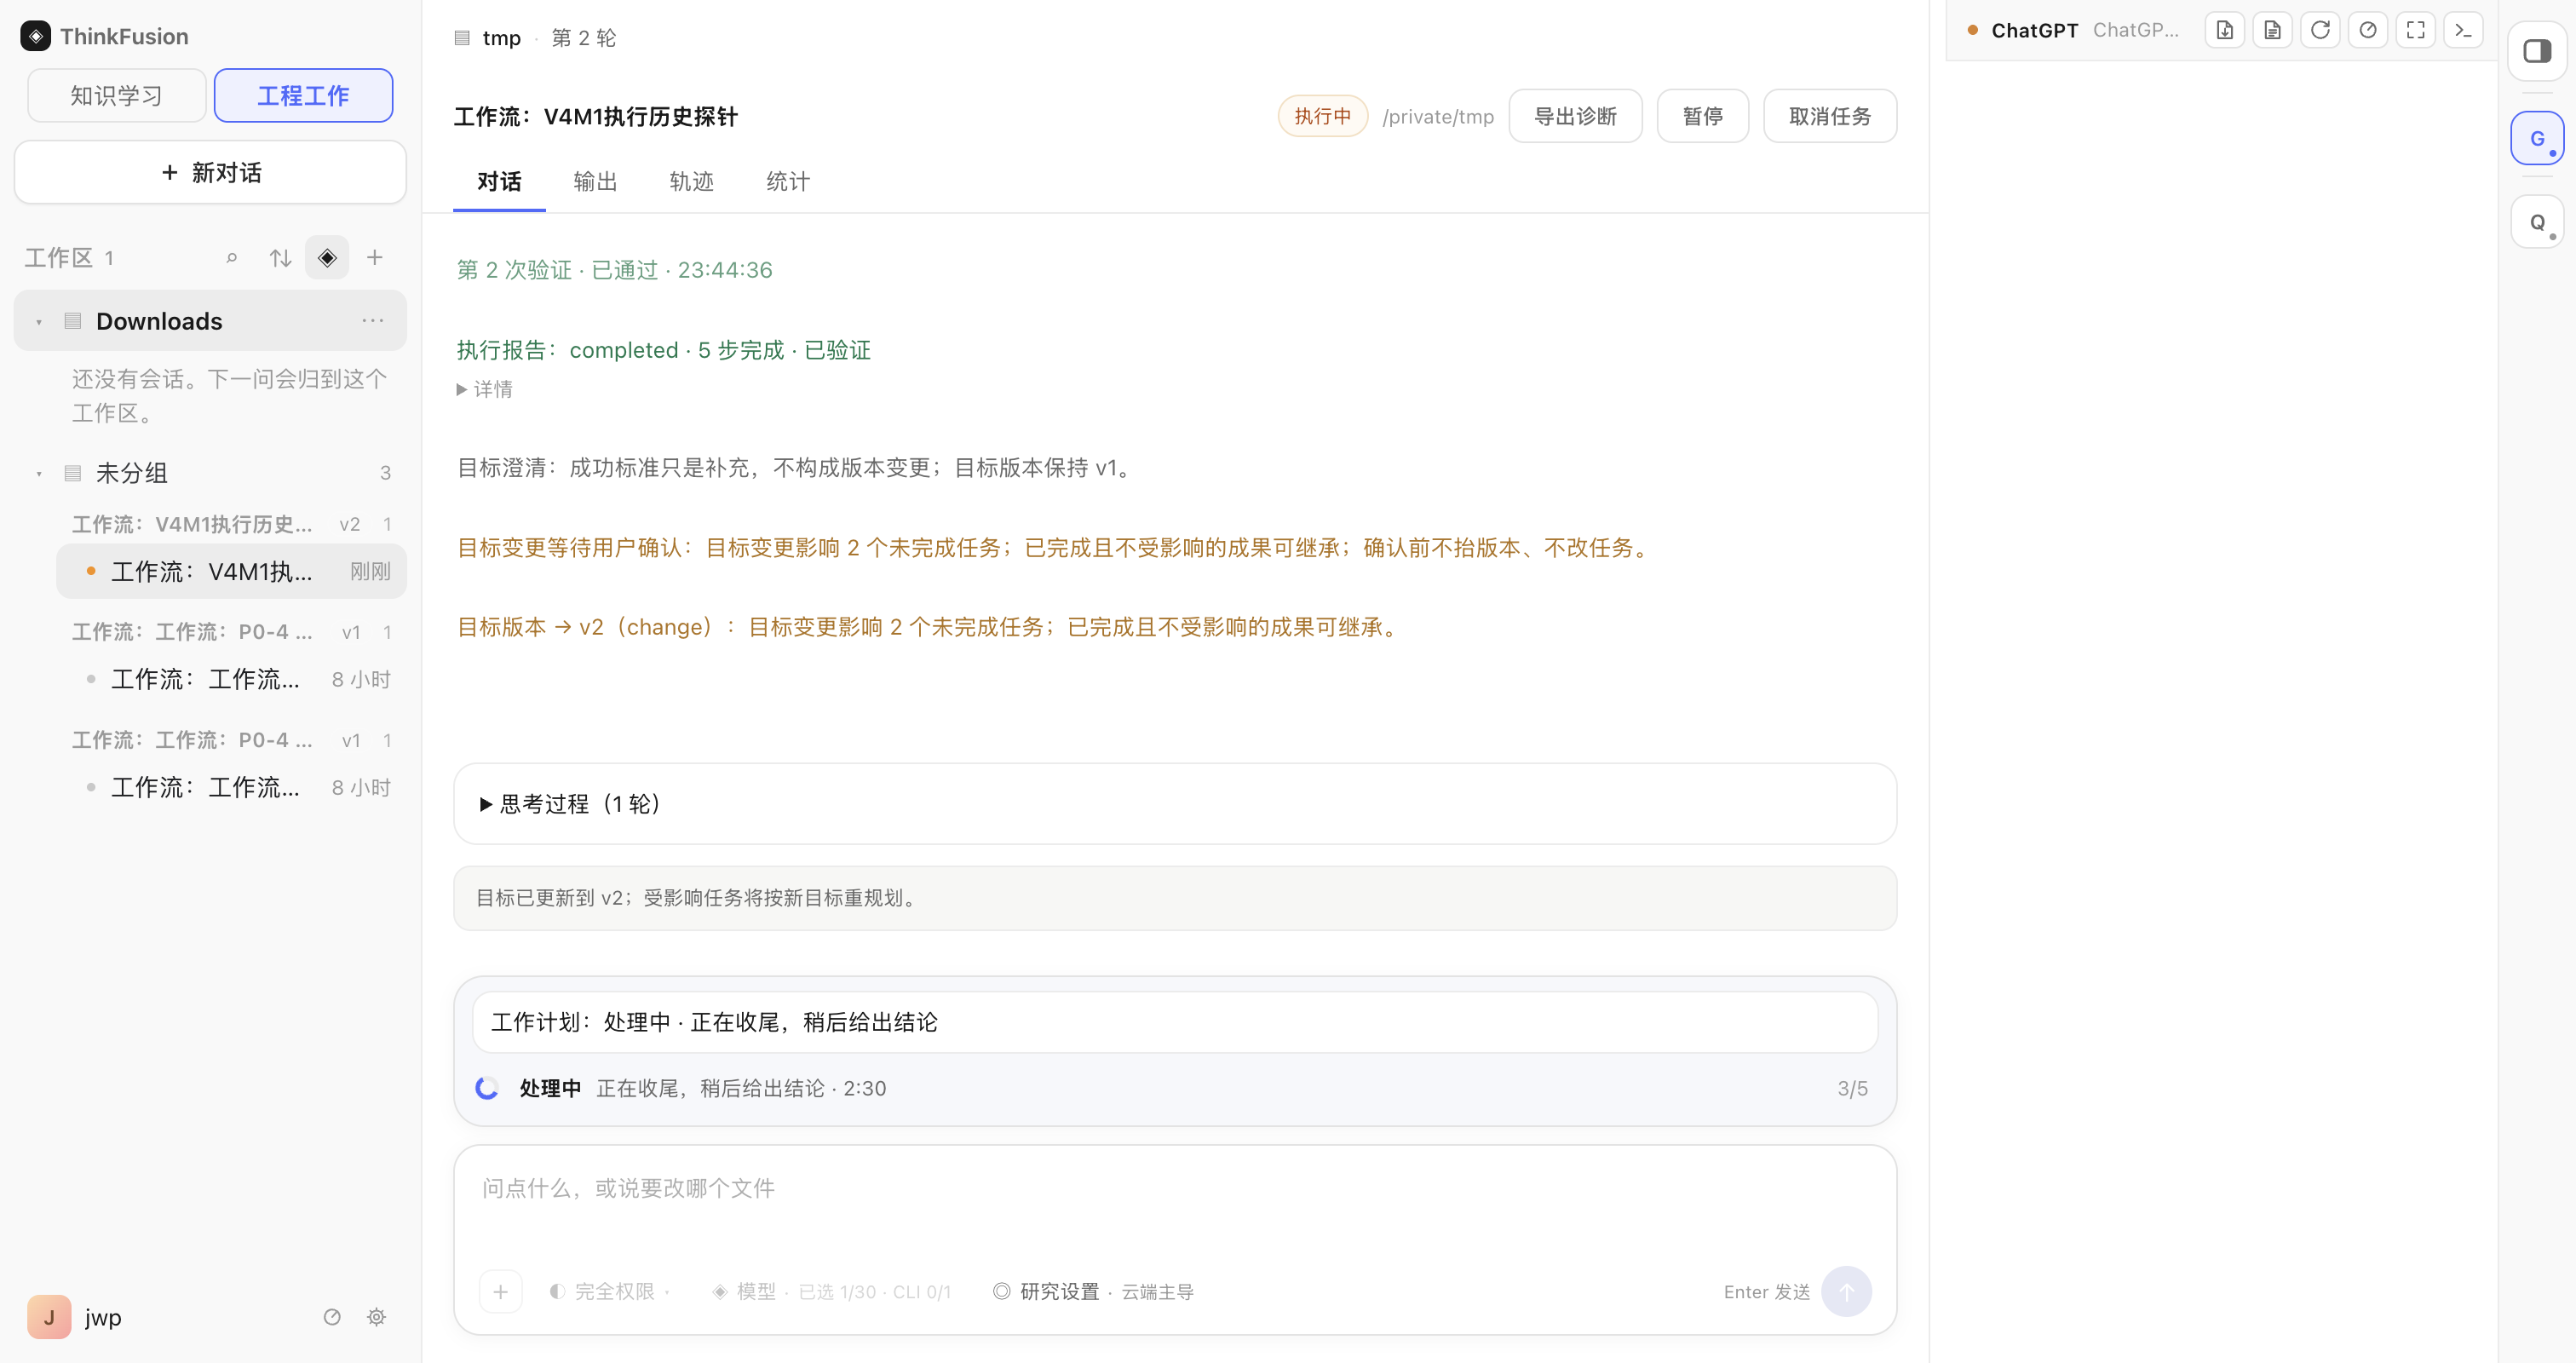 ThinkFusion
知识学习
工程工作
+ 新对话
工作区 1
Downloads
还没有会话。下一问会归到这个
工作区。
未分组 3
工作流：V4M1执行历史... v2 1
工作流：V4M1执... 刚刚
工作流：工作流：P0-4 ... v1 1
工作流：工作流... 8 小时
工作流：工作流：P0-4 ... v1 1
工作流：工作流... 8 小时
J jwp
tmp · 第 2 轮
工作流：V4M1执行历史探针
执行中 /private/tmp 导出诊断 暂停 取消任务
对话 输出 轨迹 统计
第 2 次验证 · 已通过 · 23:44:36
执行报告：completed · 5 步完成 · 已验证
▶ 详情
目标澄清：成功标准只是补充，不构成版本变更；目标版本保持 v1。
目标变更等待用户确认：目标变更影响 2 个未完成任务；已完成且不受影响的成果可继承；确认前不抬版本、不改任务。
目标版本 → v2（change）：目标变更影响 2 个未完成任务；已完成且不受影响的成果可继承。
▶ 思考过程（1 轮）
目标已更新到 v2；受影响任务将按新目标重规划。
工作计划：处理中 · 正在收尾，稍后给出结论
处理中 正在收尾，稍后给出结论 · 2:30 3/5
问点什么，或说要改哪个文件
完全权限 · 模型 · 已选 1/30 · CLI 0/1 研究设置 · 云端主导 Enter 发送
ChatGPT ChatGP...
G
Q